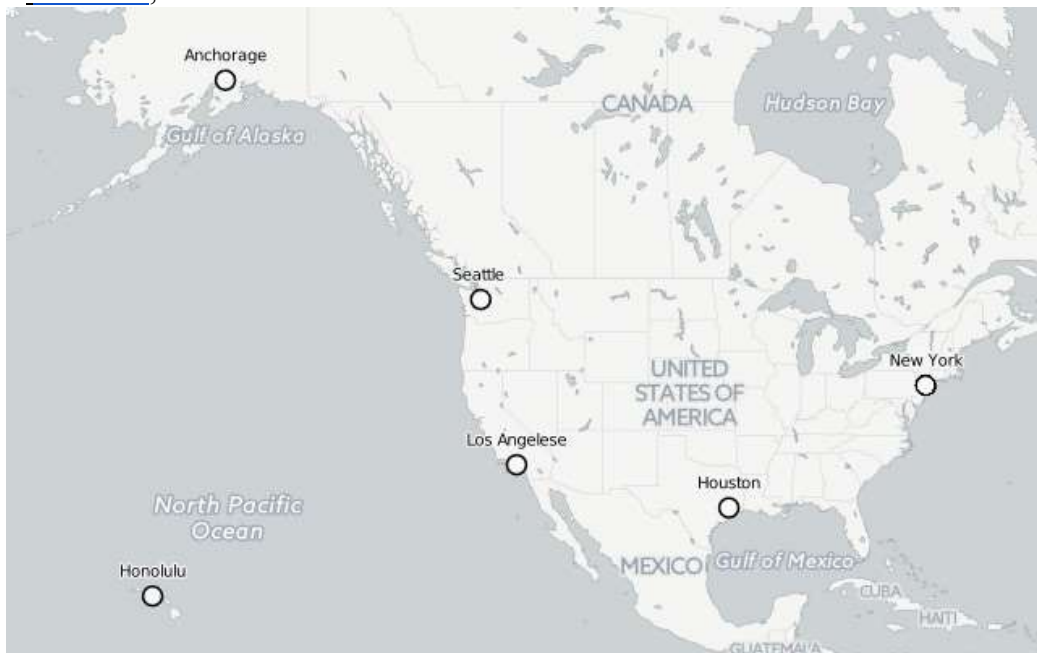 Anchorage
CANADA
Hudson Bay
Gulf of Alaska
Seattle
New York
UNITED
STATES OF
AMERICA
Los Angelese
Houston
North Pacific
Ocean
MEXICO
Gulf of Mexico
Honolulu
CUBA
HAITI
GUATEMALA